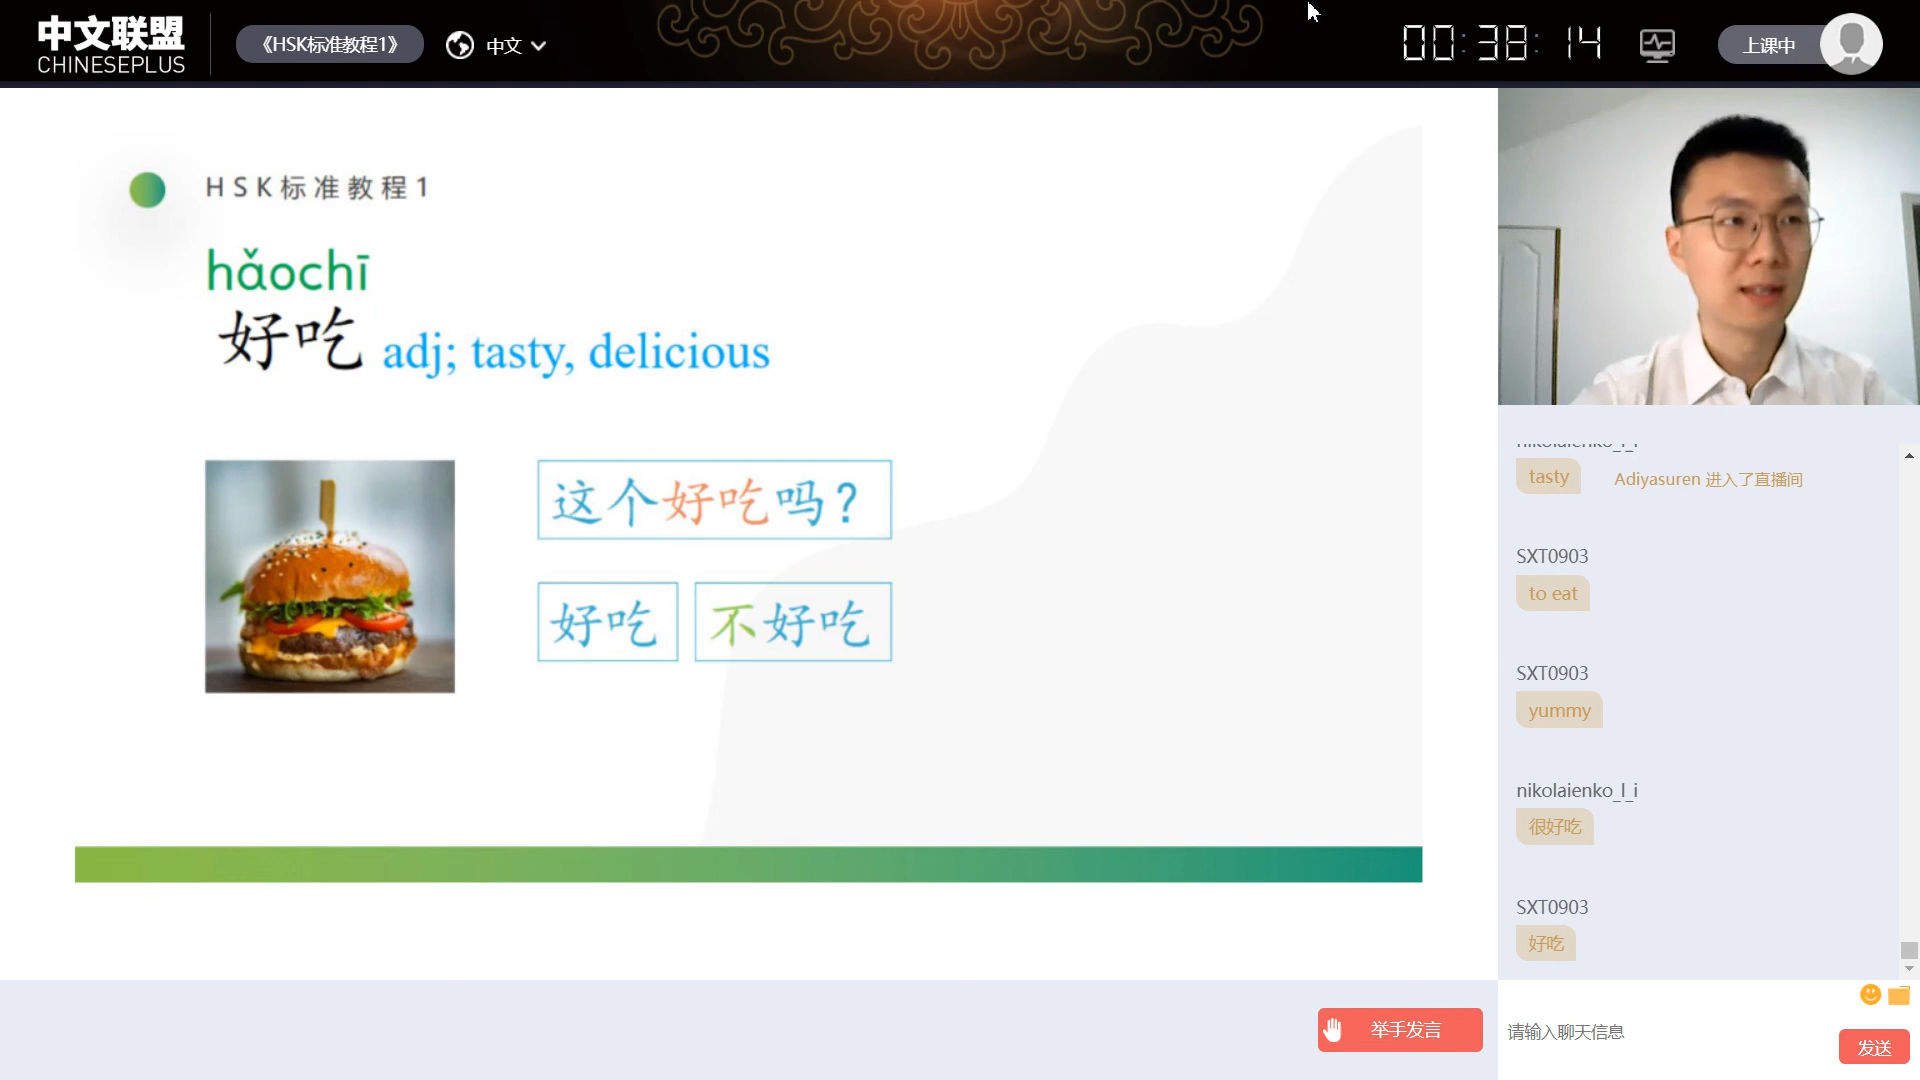 中文联盟
CHINESEPLUS
《HSK标准教程1》
中文
00:38:14
上课中
HSK标准教程1
hǎochī
好吃 adj; tasty, delicious
这个好吃吗？
好吃
不好吃
nikolaienko_l_i
tasty
Adiyasuren 进入了直播间
SXT0903
to eat
SXT0903
yummy
nikolaienko_l_i
很好吃
SXT0903
好吃
举手发言
请输入聊天信息
发送